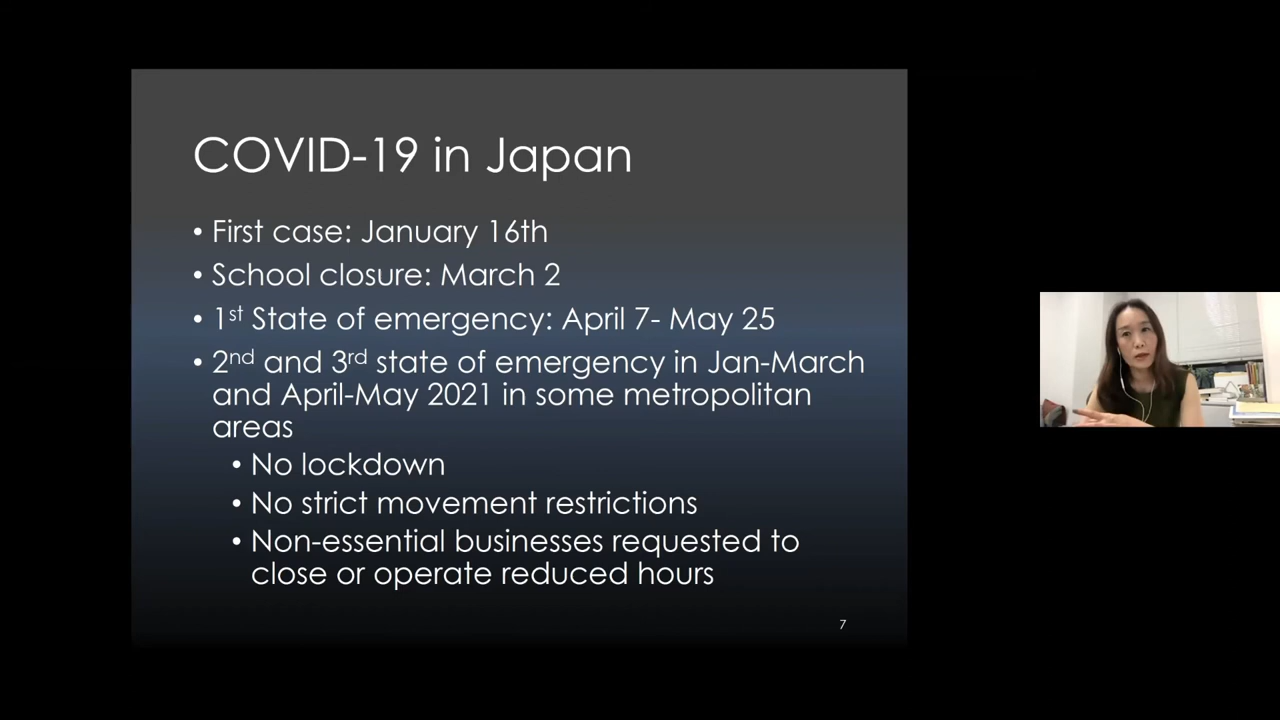 COVID-19 in Japan
• First case: January 16th
• School closure: March 2
• 1st State of emergency: April 7- May 25
• 2nd and 3rd state of emergency in Jan-March
and April-May 2021 in some metropolitan
areas
• No lockdown
• No strict movement restrictions
• Non-essential businesses requested to
close or operate reduced hours
7